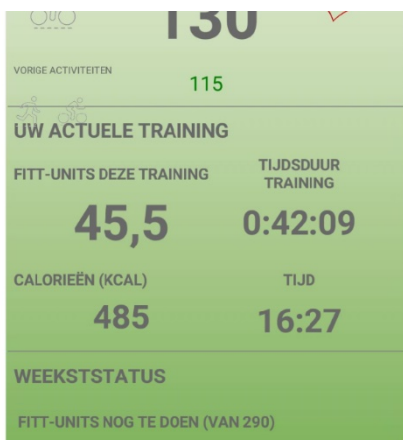 130
VORIGE ACTIVITEITEN
115
UW ACTUELE TRAINING
FITT-UNITS DEZE TRAINING
TIJDSDUUR
TRAINING
45,5
0:42:09
CALORIEËN (KCAL)
TIJD
485
16:27
WEEKSTSTATUS
FITT-UNITS NOG TE DOEN (VAN 290)